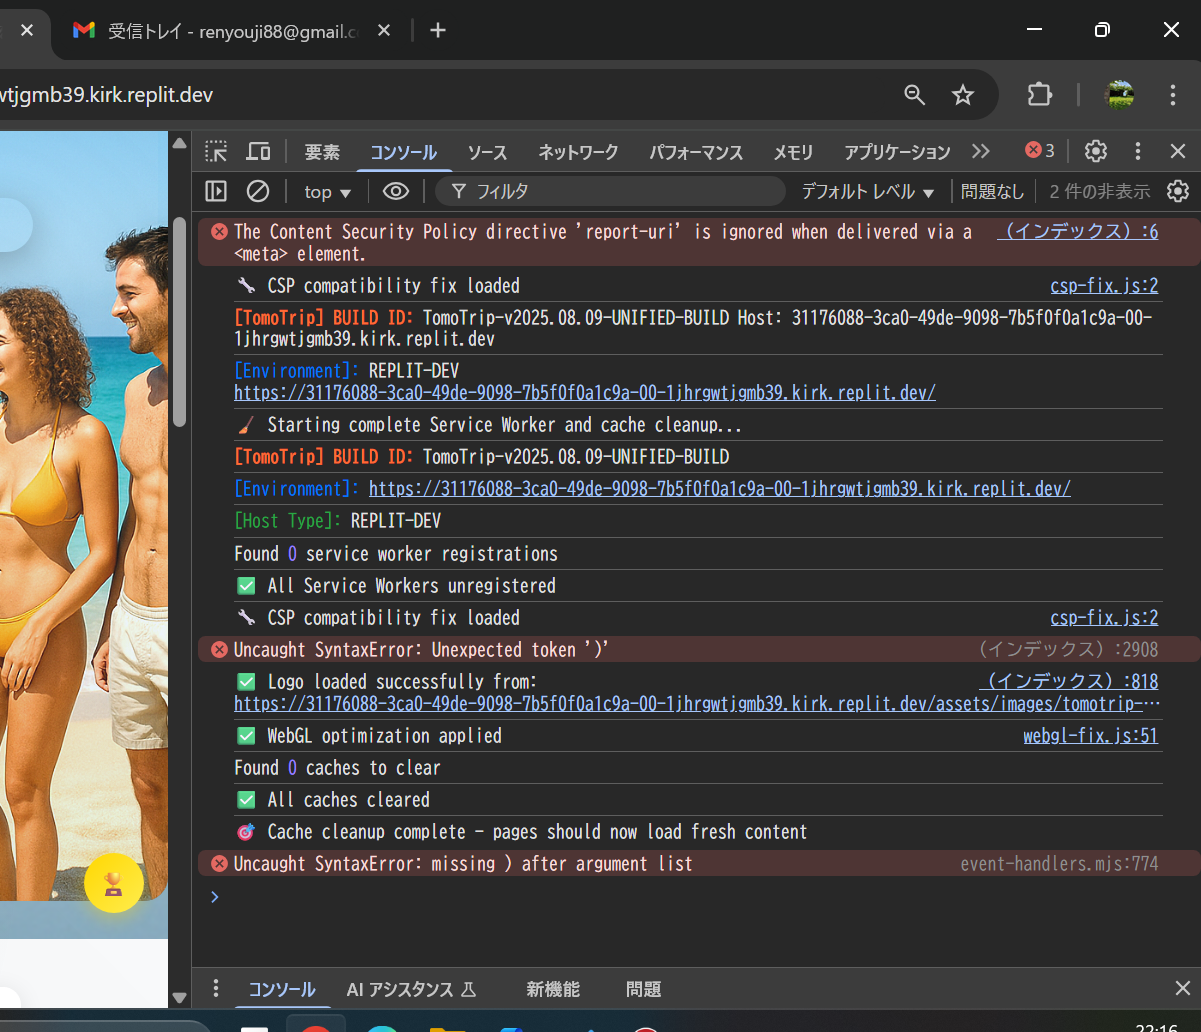 受信トレイ - renyouji88@gmail.c
wtjgmb39.kirk.replit.dev
要素 コンソール ソース ネットワーク パフォーマンス メモリ アプリケーション 3
top フィルタ デフォルト レベル 問題なし 2 件の非表示
The Content Security Policy directive 'report-uri' is ignored when delivered via a (インデックス):6
<meta> element.
CSP compatibility fix loaded csp-fix.js:2
[TomoTrip] BUILD ID: TomoTrip-v2025.08.09-UNIFIED-BUILD Host: 31176088-3ca0-49de-9098-7b5f0f0a1c9a-00-
1jhrgwtjgmb39.kirk.replit.dev
[Environment]: REPLIT-DEV
https://31176088-3ca0-49de-9098-7b5f0f0a1c9a-00-1jhrgwtjgmb39.kirk.replit.dev/
Starting complete Service Worker and cache cleanup...
[TomoTrip] BUILD ID: TomoTrip-v2025.08.09-UNIFIED-BUILD
[Environment]: https://31176088-3ca0-49de-9098-7b5f0f0a1c9a-00-1jhrgwtjgmb39.kirk.replit.dev/
[Host Type]: REPLIT-DEV
Found 0 service worker registrations
✅ All Service Workers unregistered
CSP compatibility fix loaded csp-fix.js:2
Uncaught SyntaxError: Unexpected token ')' (インデックス):2908
✅ Logo loaded successfully from: (インデックス):818
https://31176088-3ca0-49de-9098-7b5f0f0a1c9a-00-1jhrgwtjgmb39.kirk.replit.dev/assets/images/tomotrip-…
✅ WebGL optimization applied webgl-fix.js:51
Found 0 caches to clear
✅ All caches cleared
Cache cleanup complete - pages should now load fresh content
Uncaught SyntaxError: missing ) after argument list event-handlers.mjs:774
コンソール AI アシスタンス 新機能 問題
22:16